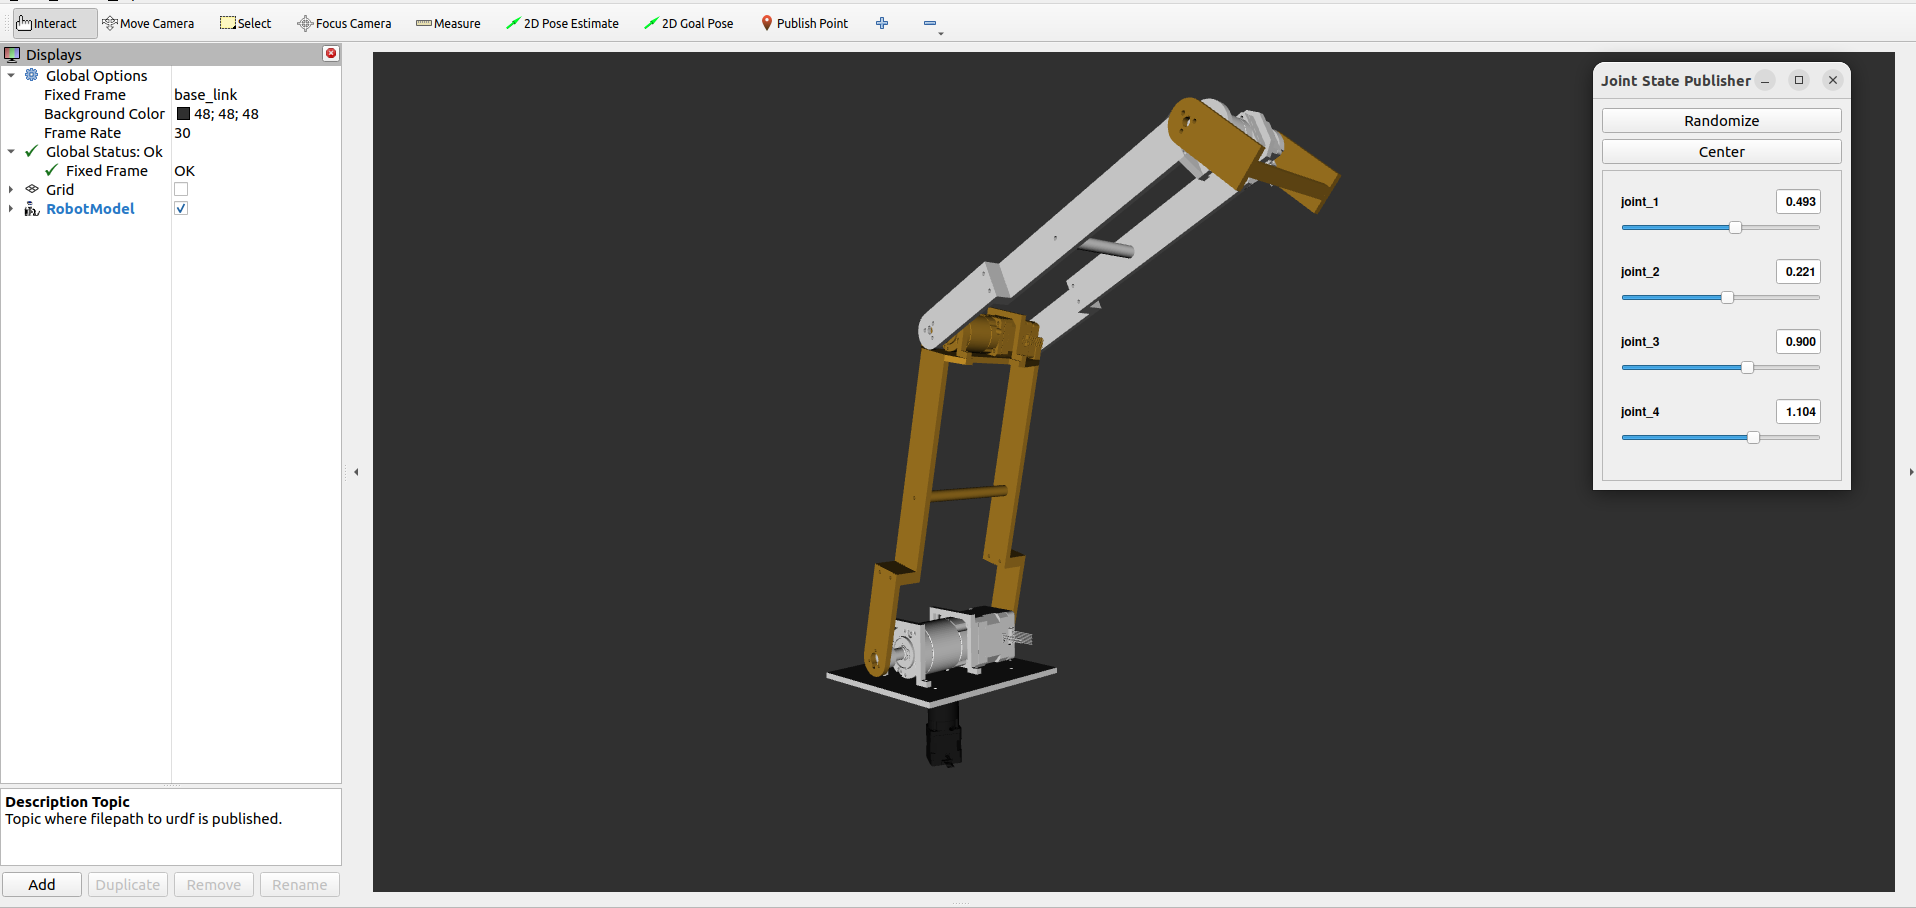 Interact Move Camera Select Focus Camera Measure 2D Pose Estimate 2D Goal Pose Publish Point
Displays
Global Options
Fixed Frame base_link
Background Color 48; 48; 48
Frame Rate 30
Global Status: Ok
Fixed Frame OK
Grid
RobotModel
Description Topic
Topic where filepath to urdf is published.
Add Duplicate Remove Rename
Joint State Publisher
Randomize
Center
joint_1 0.493
joint_2 0.221
joint_3 0.900
joint_4 1.104